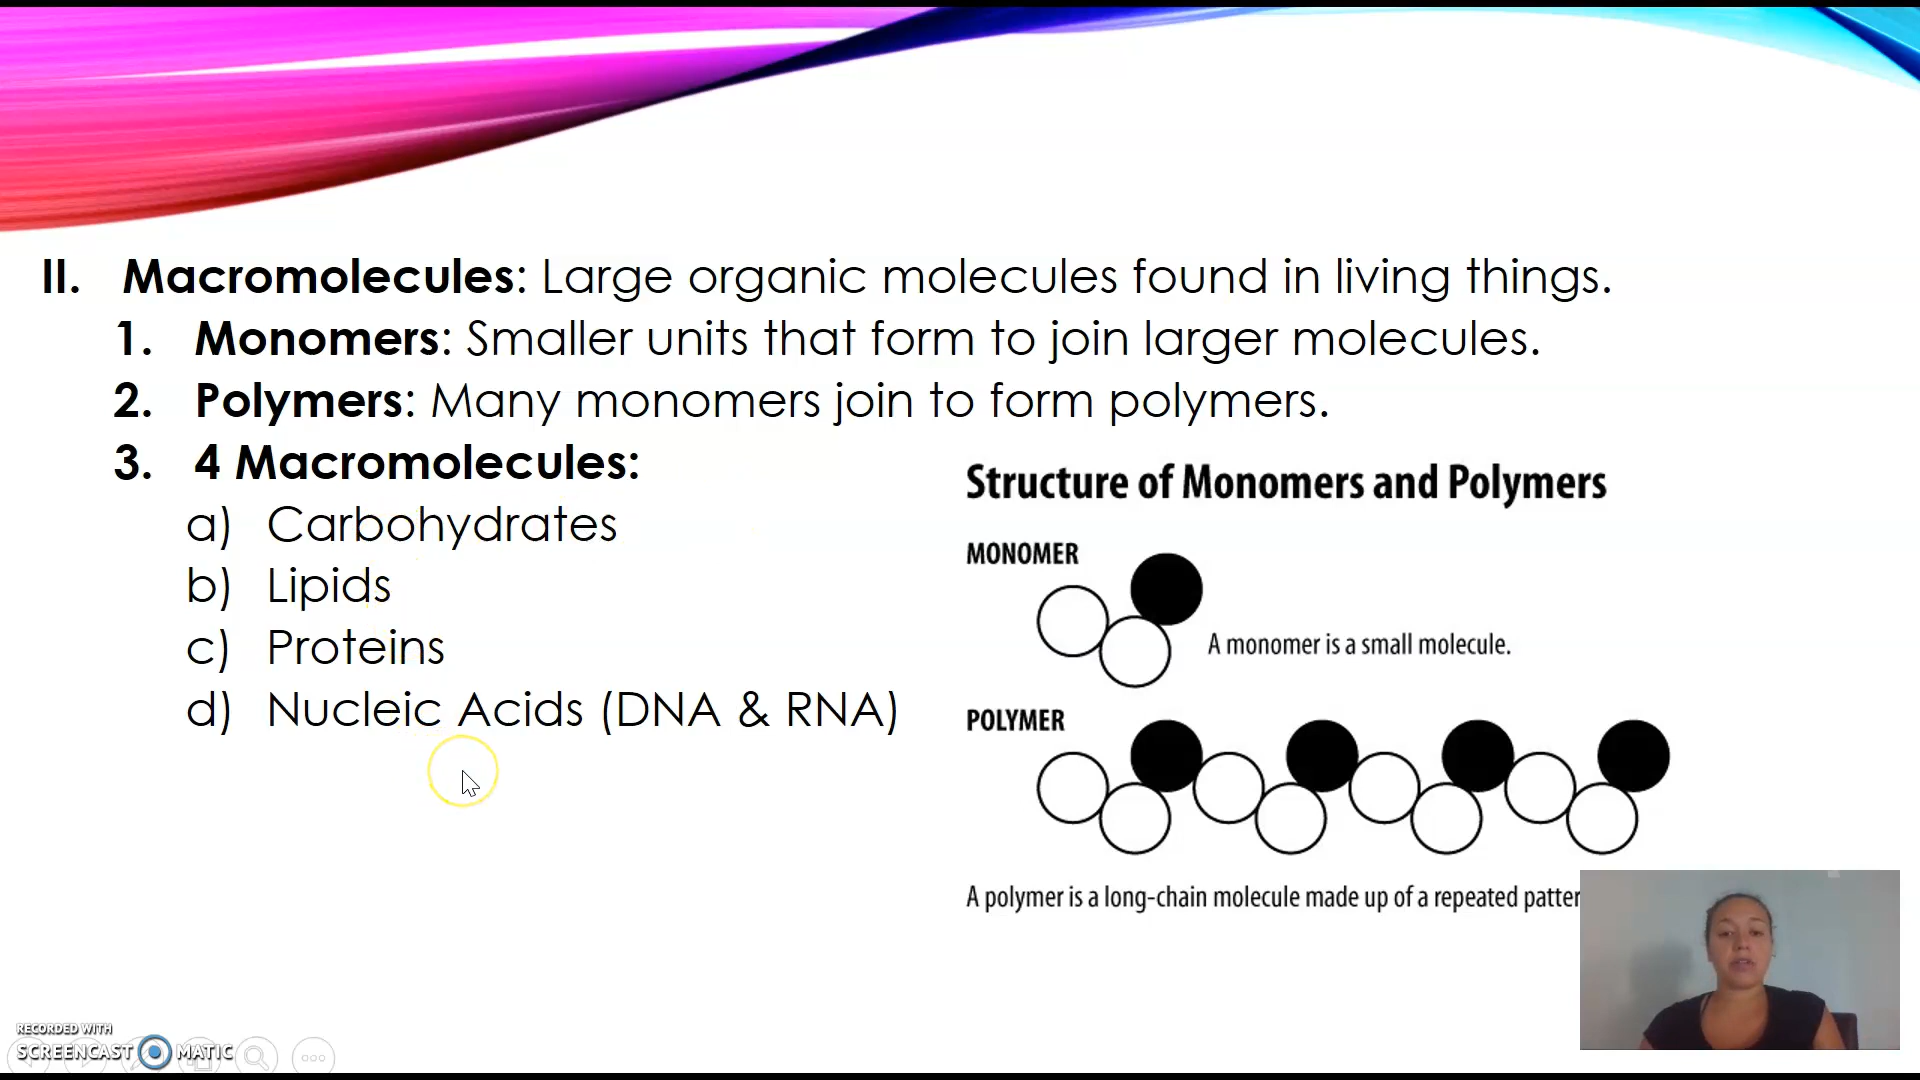 II. Macromolecules: Large organic molecules found in living things.
1. Monomers: Smaller units that form to join larger molecules.
2. Polymers: Many monomers join to form polymers.
3. 4 Macromolecules:
a) Carbohydrates
b) Lipids
c) Proteins
d) Nucleic Acids (DNA & RNA)
Structure of Monomers and Polymers
MONOMER
A monomer is a small molecule.
POLYMER
A polymer is a long-chain molecule made up of a repeated patter
RECORDED WITH
SCREENCAST MATIC